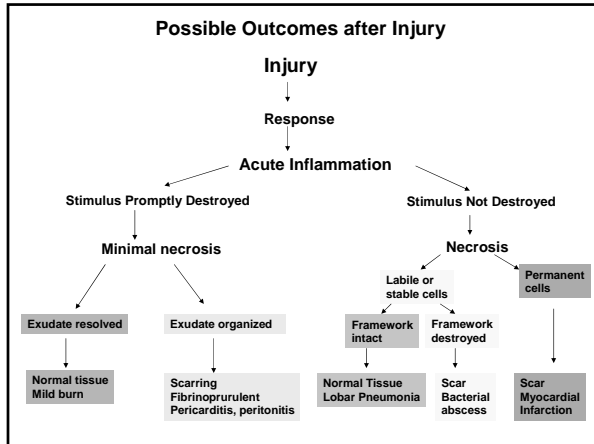 Possible Outcomes after Injury
Injury
Response
Acute Inflammation
Stimulus Promptly Destroyed
Stimulus Not Destroyed
Minimal necrosis
Necrosis
Labile or
stable cells
Permanent
cells
Exudate resolved
Exudate organized
Framework
intact
Framework
destroyed
Normal tissue
Mild burn
Scarring
Fibrinoprurulent
Pericarditis, peritonitis
Normal Tissue
Lobar Pneumonia
Scar
Bacterial
abscess
Scar
Myocardial
Infarction